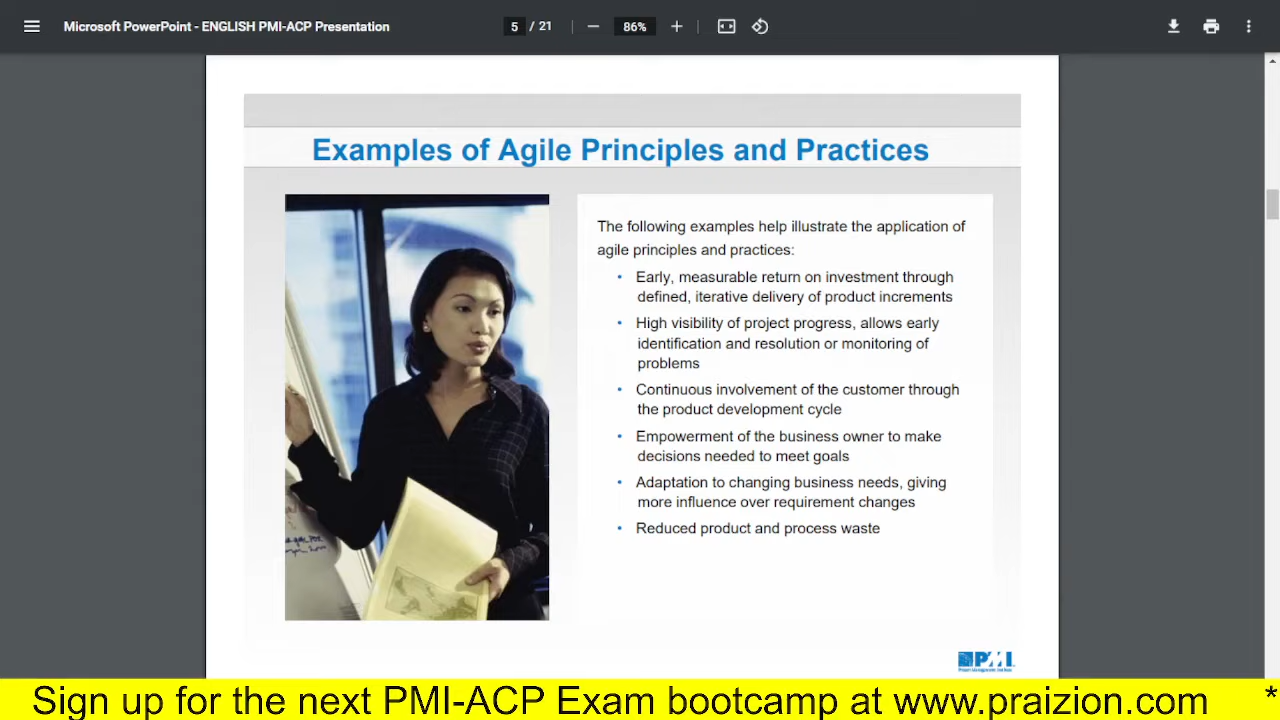 Microsoft PowerPoint - ENGLISH PMI-ACP Presentation
5 / 21
86%
Examples of Agile Principles and Practices
The following examples help illustrate the application of
agile principles and practices:
• Early, measurable return on investment through
defined, iterative delivery of product increments
• High visibility of project progress, allows early
identification and resolution or monitoring of
problems
• Continuous involvement of the customer through
the product development cycle
• Empowerment of the business owner to make
decisions needed to meet goals
• Adaptation to changing business needs, giving
more influence over requirement changes
• Reduced product and process waste
PMI
Sign up for the next PMI-ACP Exam bootcamp at www.praizion.com *